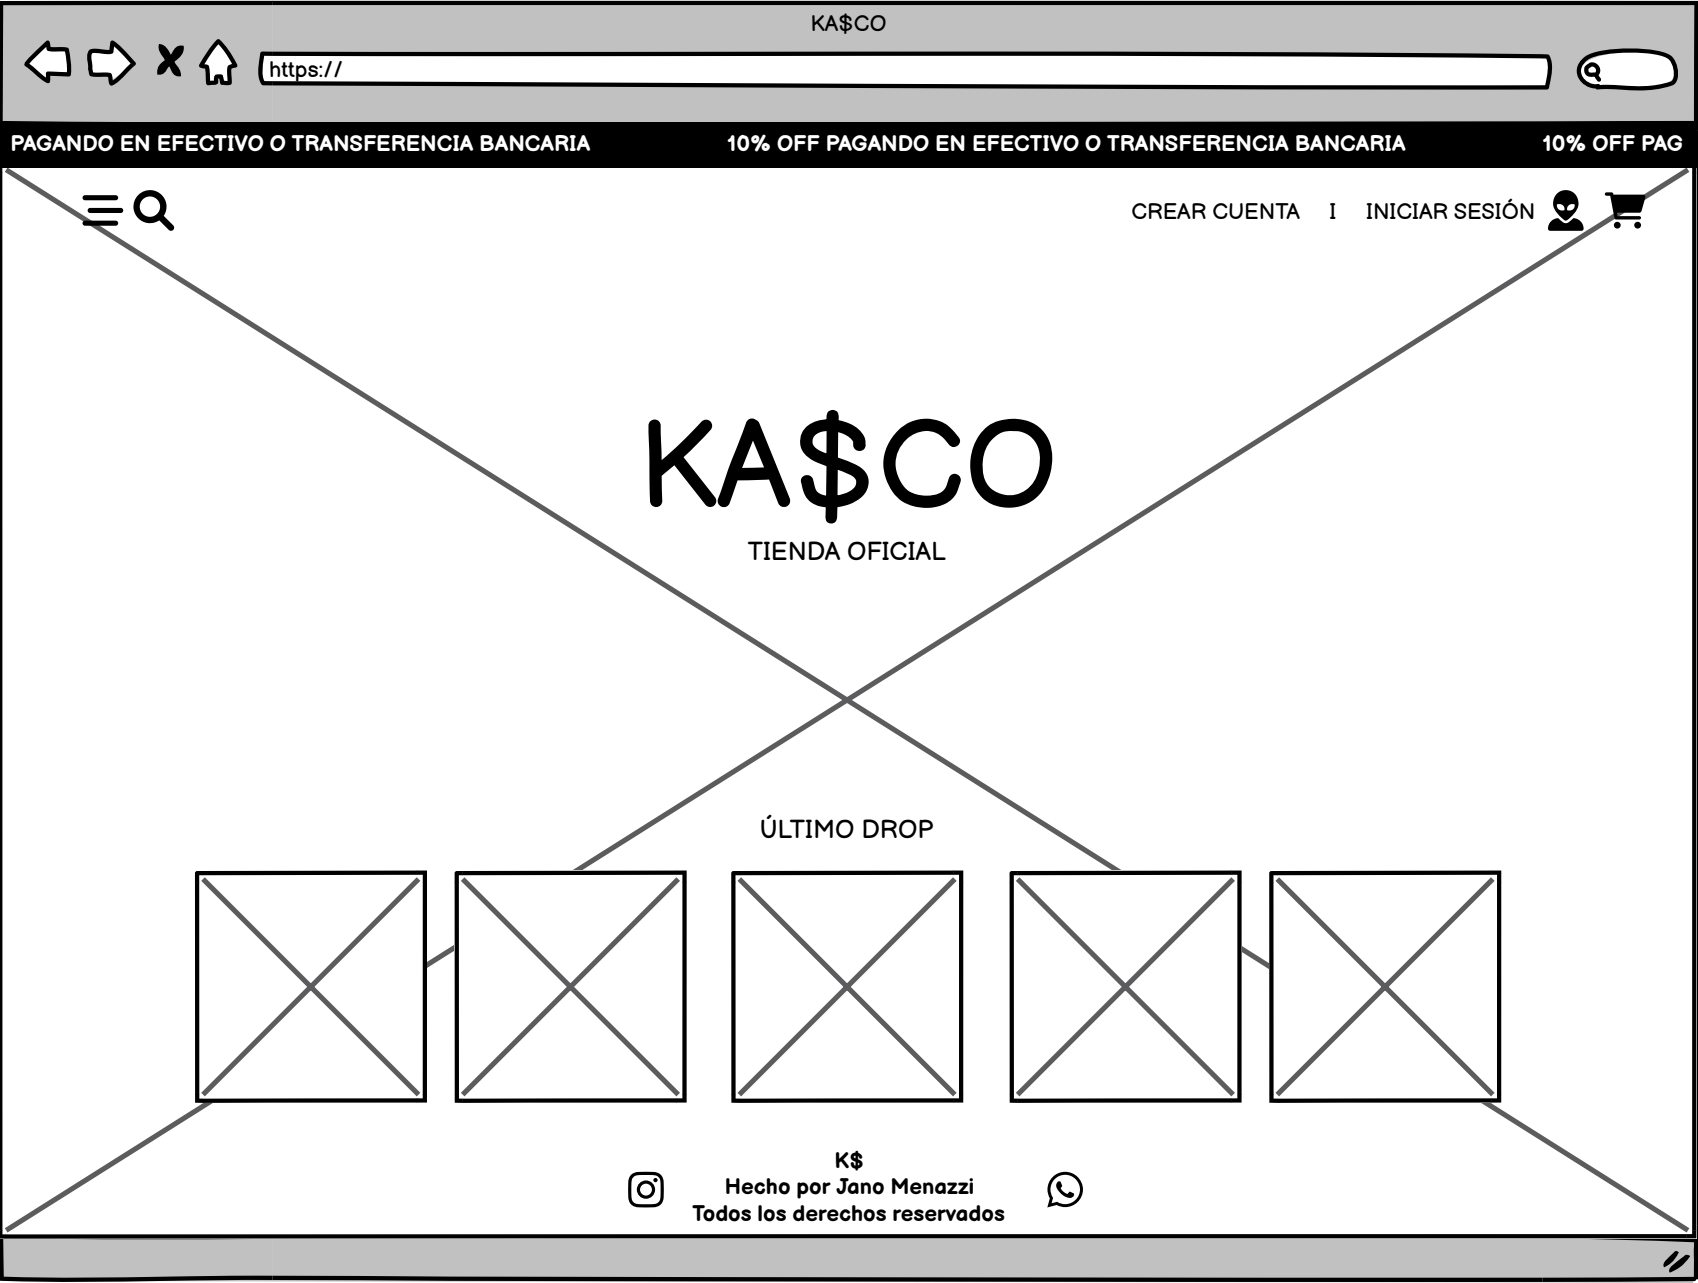 KA$CO
https://
PAGANDO EN EFECTIVO O TRANSFERENCIA BANCARIA
10% OFF PAGANDO EN EFECTIVO O TRANSFERENCIA BANCARIA
10% OFF PAG
CREAR CUENTA I INICIAR SESIÓN
KA$CO
TIENDA OFICIAL
ÚLTIMO DROP
K$
Hecho por Jano Menazzi
Todos los derechos reservados